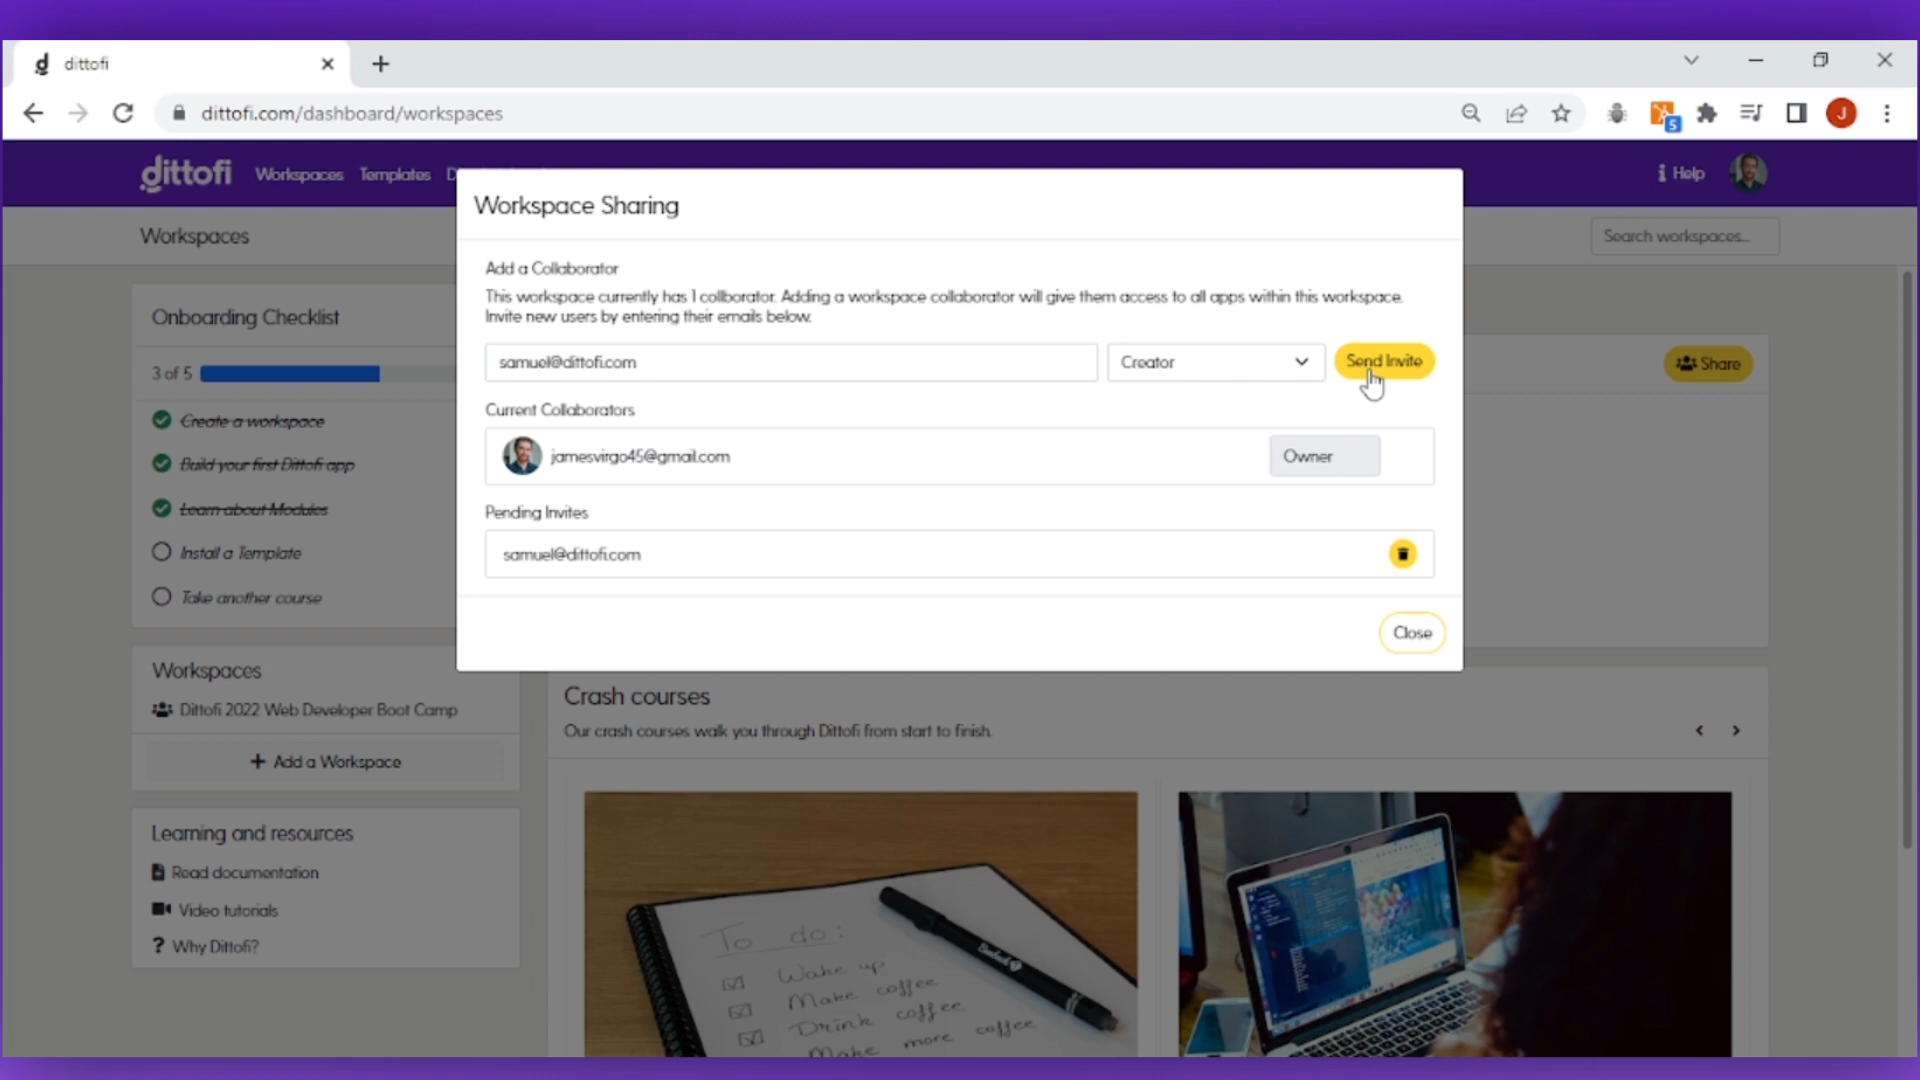 dittofi
dittofi.com/dashboard/workspaces
5
J
dittofi
Workspaces
Templates
D
Help
Workspaces
Search workspaces...
Workspace Sharing
Add a Collaborator
This workspace currently has 1 collborator. Adding a workspace collaborator will give them access to all apps within this workspace.
Invite new users by entering their emails below.
samuel@dittofi.com
Creator
Send Invite
Current Collaborators
jamesvirgo45@gmail.com
Owner
Pending Invites
samuel@dittofi.com
Close
Onboarding Checklist
3 of 5
Create a workspace
Build your first Dittofi app
Learn about Modules
Install a Template
Take another course
Share
Workspaces
Dittofi 2022 Web Developer Boot Camp
+ Add a Workspace
Learning and resources
Read documentation
Video tutorials
? Why Dittofi?
Crash courses
Our crash courses walk you through Dittofi from start to finish.
To do:
Wake up
Make coffee
Drink coffee
Make more coffee